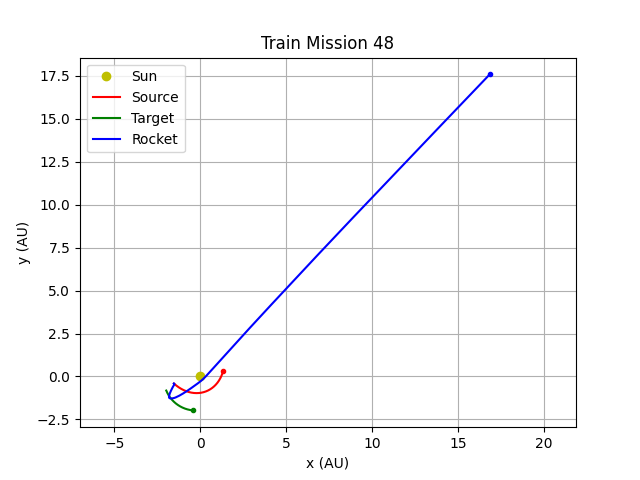 Train Mission 48
Sun
Source
Target
Rocket
17.5
15.0
12.5
10.0
7.5
5.0
2.5
0.0
−2.5
y (AU)
−5 0 5 10 15 20
x (AU)